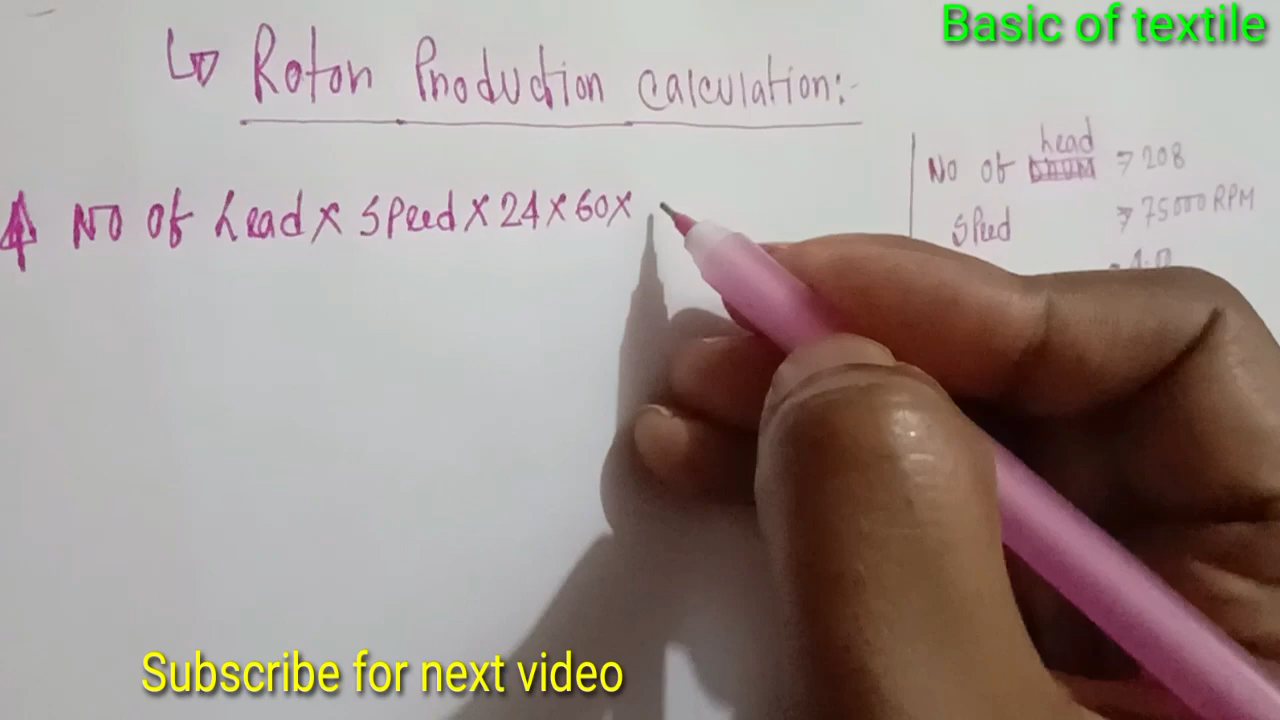 Basic of textile
Roton Production calculation:-
No of head × Speed × 24 × 60 ×
No of head → 208
Speed → 75000 RPM
Subscribe for next video